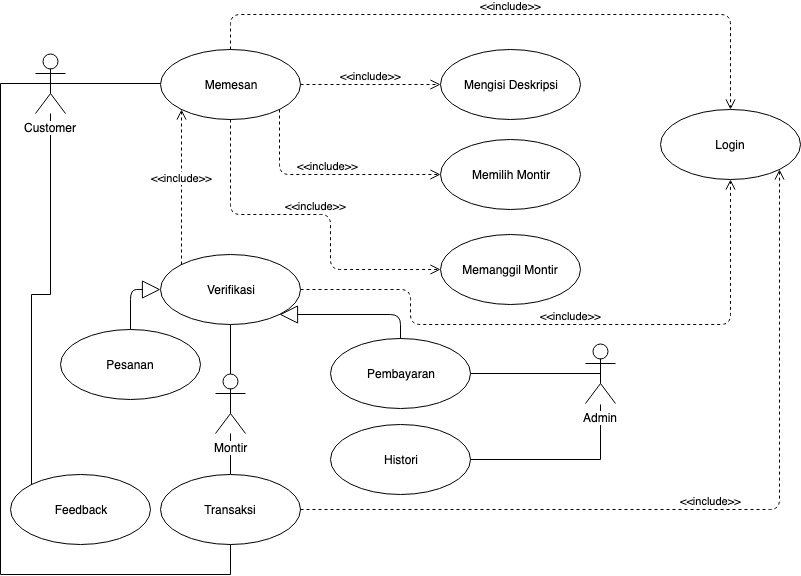 <<include>>
Memesan
<<include>>
Mengisi Deskripsi
Customer
Login
<<include>>
Memilih Montir
<<include>>
<<include>>
Memanggil Montir
Verifikasi
<<include>>
Pesanan
Pembayaran
Admin
Montir
Histori
<<include>>
Feedback
Transaksi